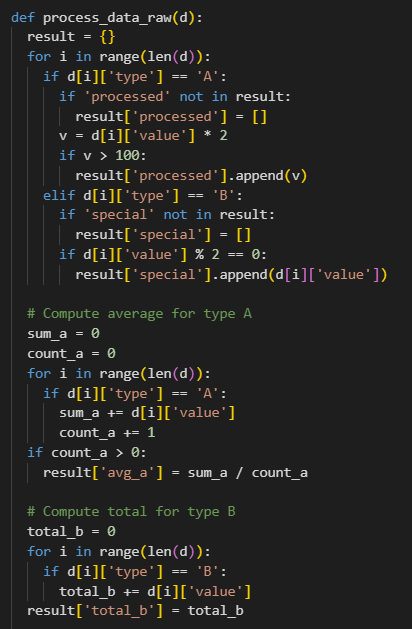 def process_data_raw(d):
  result = {}
  for i in range(len(d)):
    if d[i]['type'] == 'A':
      if 'processed' not in result:
        result['processed'] = []
      v = d[i]['value'] * 2
      if v > 100:
        result['processed'].append(v)
    elif d[i]['type'] == 'B':
      if 'special' not in result:
        result['special'] = []
      if d[i]['value'] % 2 == 0:
        result['special'].append(d[i]['value'])

  # Compute average for type A
  sum_a = 0
  count_a = 0
  for i in range(len(d)):
    if d[i]['type'] == 'A':
      sum_a += d[i]['value']
      count_a += 1
  if count_a > 0:
    result['avg_a'] = sum_a / count_a

  # Compute total for type B
  total_b = 0
  for i in range(len(d)):
    if d[i]['type'] == 'B':
      total_b += d[i]['value']
  result['total_b'] = total_b